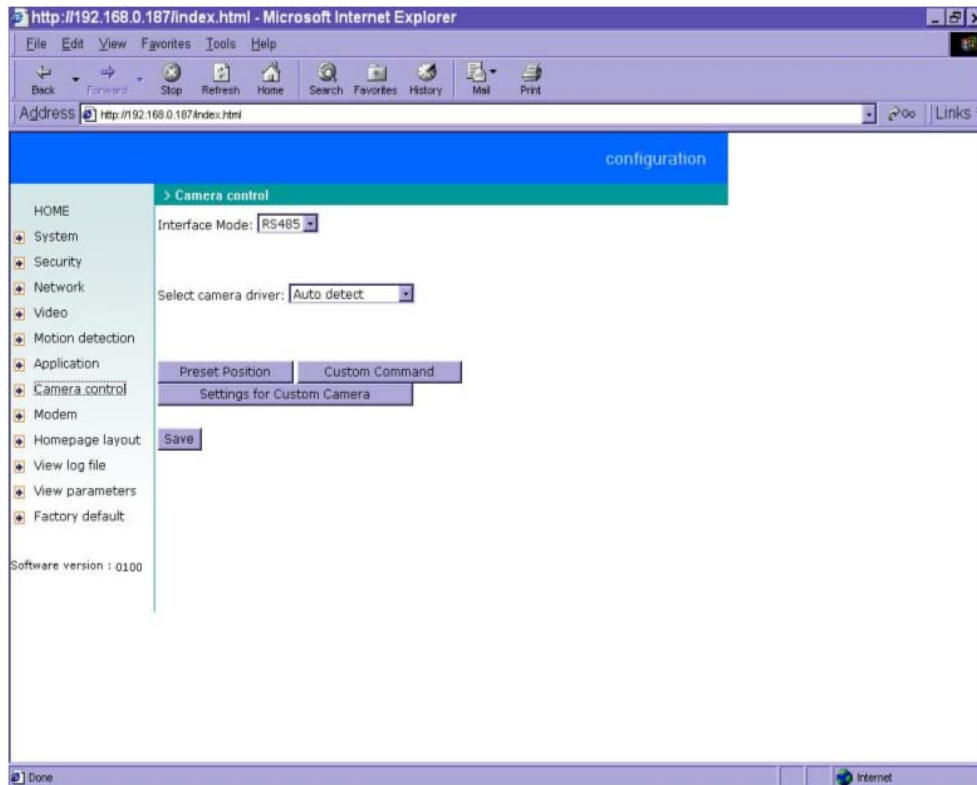 http://192.168.0.187/index.html - Microsoft Internet Explorer
File Edit View Favorites Tools Help
Back Forward Stop Refresh Home Search Favorites History Mail Print
Address http://192.168.0.187/index.html Go Links
configuration
> Camera control
HOME
System
Security
Network
Video
Motion detection
Application
Camera control
Modem
Homepage layout
View log file
View parameters
Factory default
Software version : 0100
Interface Mode: RS485
Select camera driver: Auto detect
Preset Position Custom Command
Settings for Custom Camera
Save
Done Internet